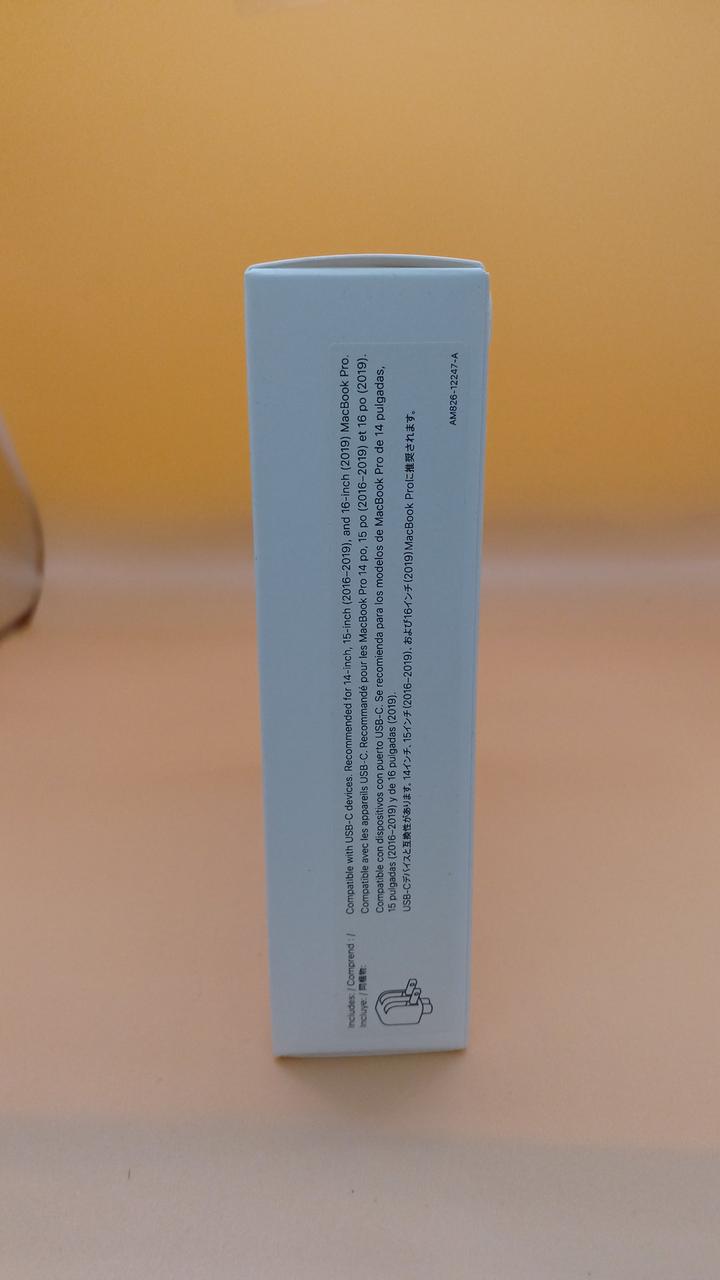 Includes: / Comprend : /
Incluye: / 同梱物:
Compatible with USB-C devices. Recommended for 14-inch, 15-inch (2016–2019), and 16-inch (2019) MacBook Pro.
Compatible avec les appareils USB-C. Recommandé pour les MacBook Pro 14 po, 15 po (2016–2019) et 16 po (2019).
Compatible con dispositivos con puerto USB-C. Se recomienda para los modelos de MacBook Pro de 14 pulgadas,
15 pulgadas (2016–2019) y de 16 pulgadas (2019).
USB-Cデバイスと互換性があります。14インチ、15インチ(2016–2019)、および16インチ(2019)MacBook Proに推奨されます。
AM826-12247-A